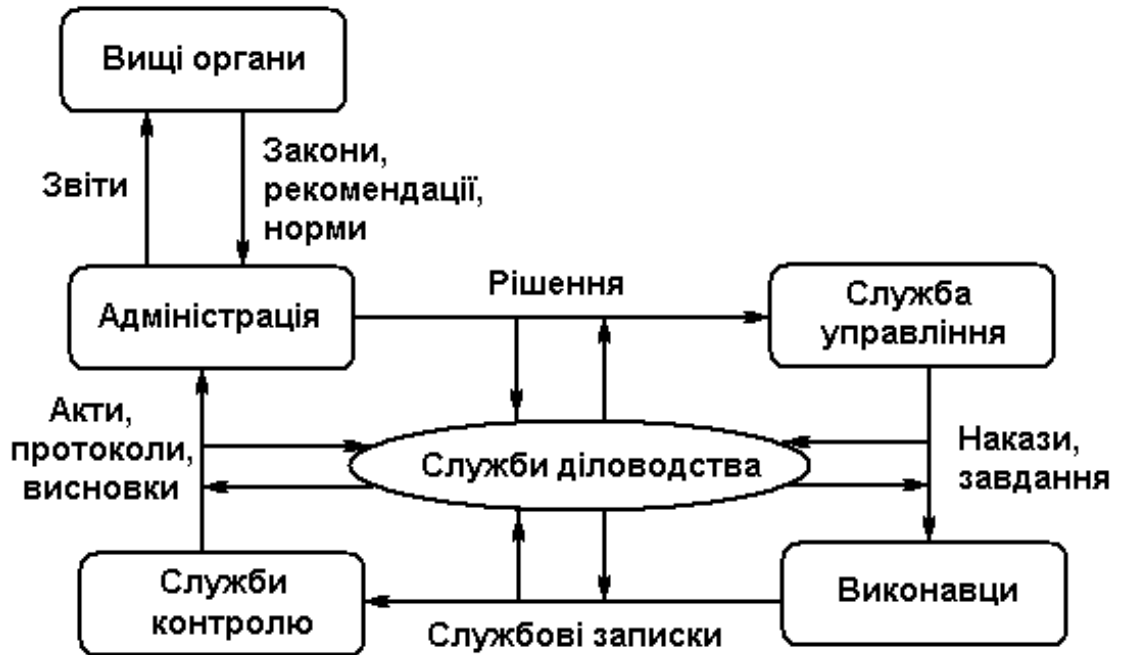 Вищі органи
Звіти
Закони,
рекомендації,
норми
Адміністрація
Рішення
Служба
управління
Акти,
протоколи,
висновки
Служби діловодства
Накази,
завдання
Служби
контролю
Службові записки
Виконавци